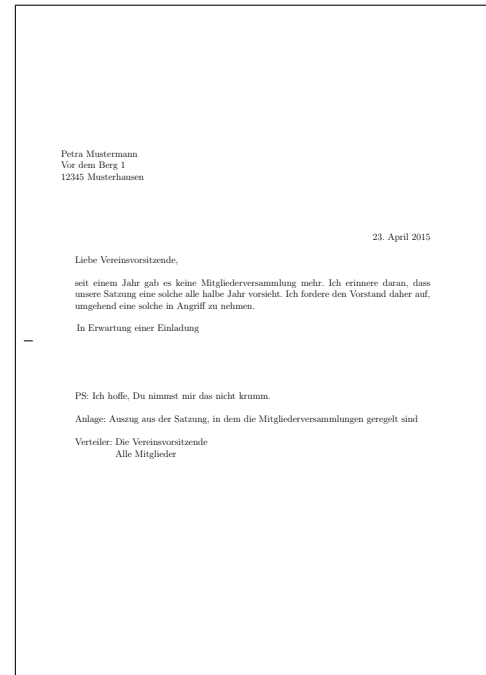 Petra Mustermann
Vor dem Berg 1
12345 Musterhausen
23. April 2015
Liebe Vereinsvorsitzende,
seit einem Jahr gab es keine Mitgliederversammlung mehr. Ich erinnere daran, dass
unsere Satzung eine solche alle halbe Jahr vorsieht. Ich fordere den Vorstand daher auf,
umgehend eine solche in Angriff zu nehmen.
In Erwartung einer Einladung
PS: Ich hoffe, Du nimmst mir das nicht krumm.
Anlage: Auszug aus der Satzung, in dem die Mitgliederversammlungen geregelt sind
Verteiler: Die Vereinsvorsitzende
Alle Mitglieder